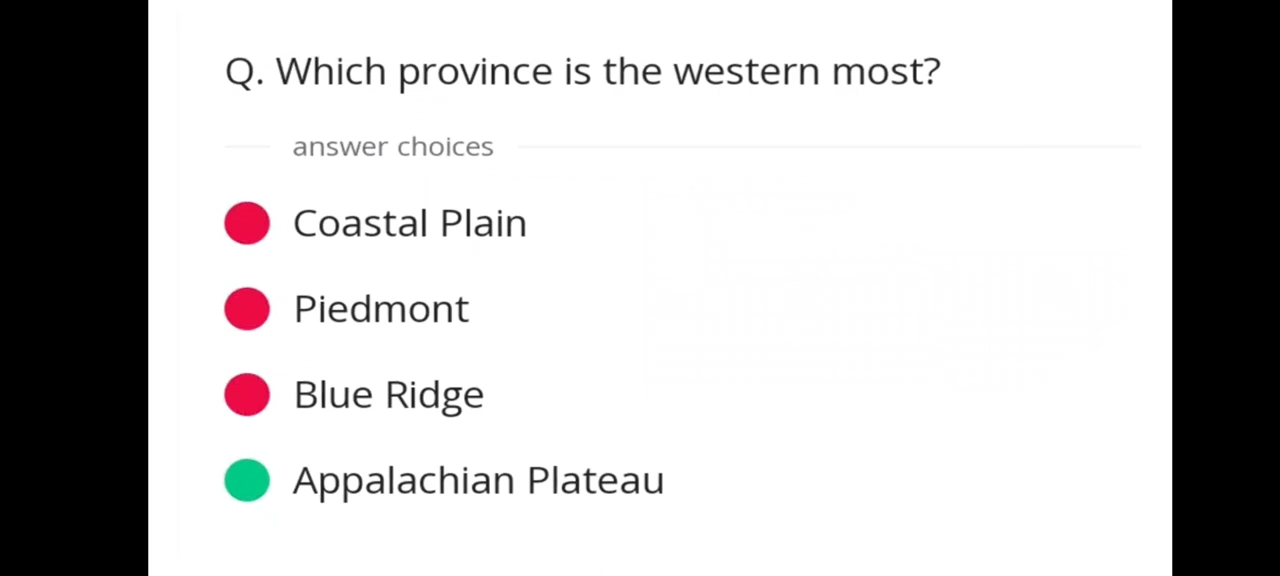 Q. Which province is the western most?
answer choices
Coastal Plain
Piedmont
Blue Ridge
Appalachian Plateau